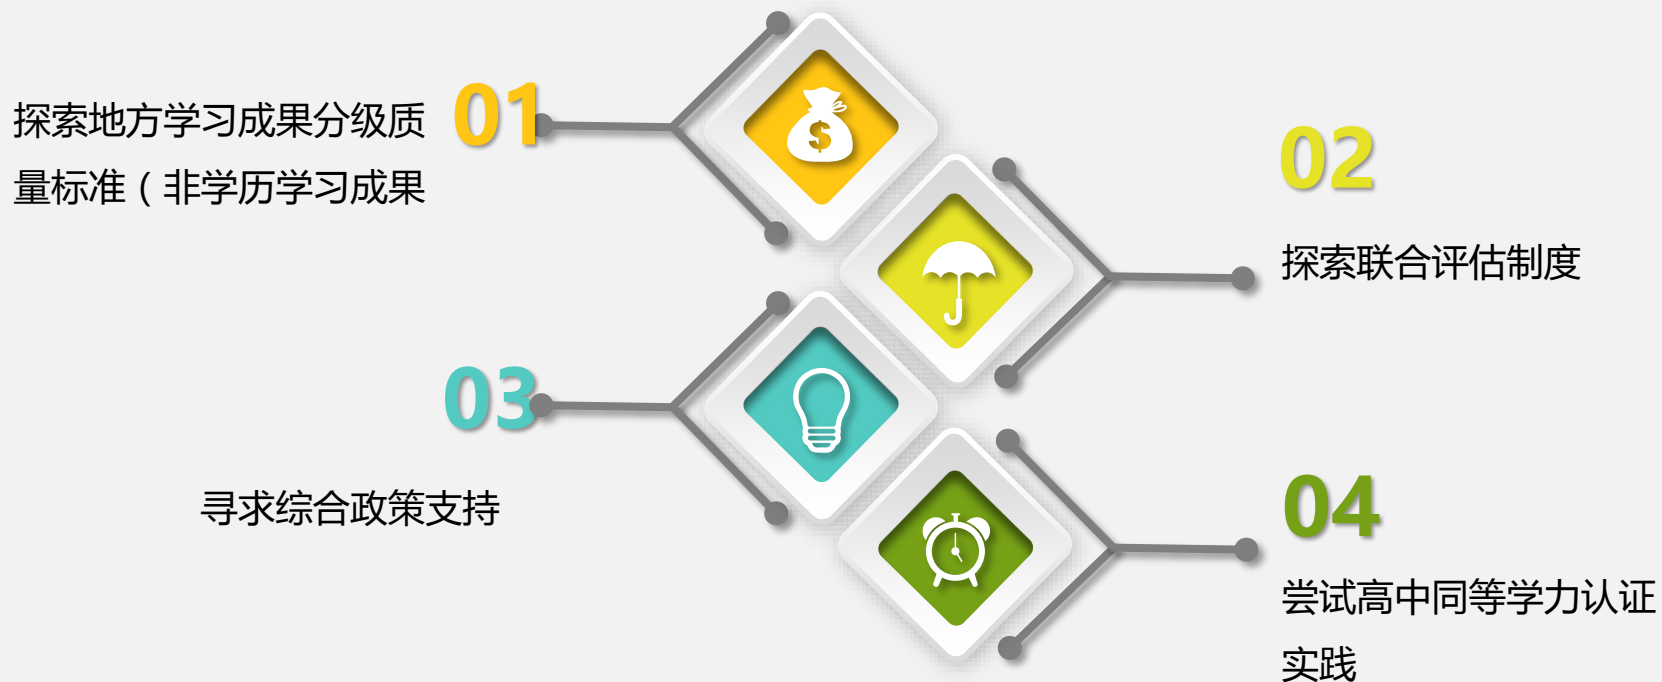 01
探索地方学习成果分级质
量标准（非学历学习成果
02
探索联合评估制度
03
寻求综合政策支持
04
尝试高中同等学力认证
实践